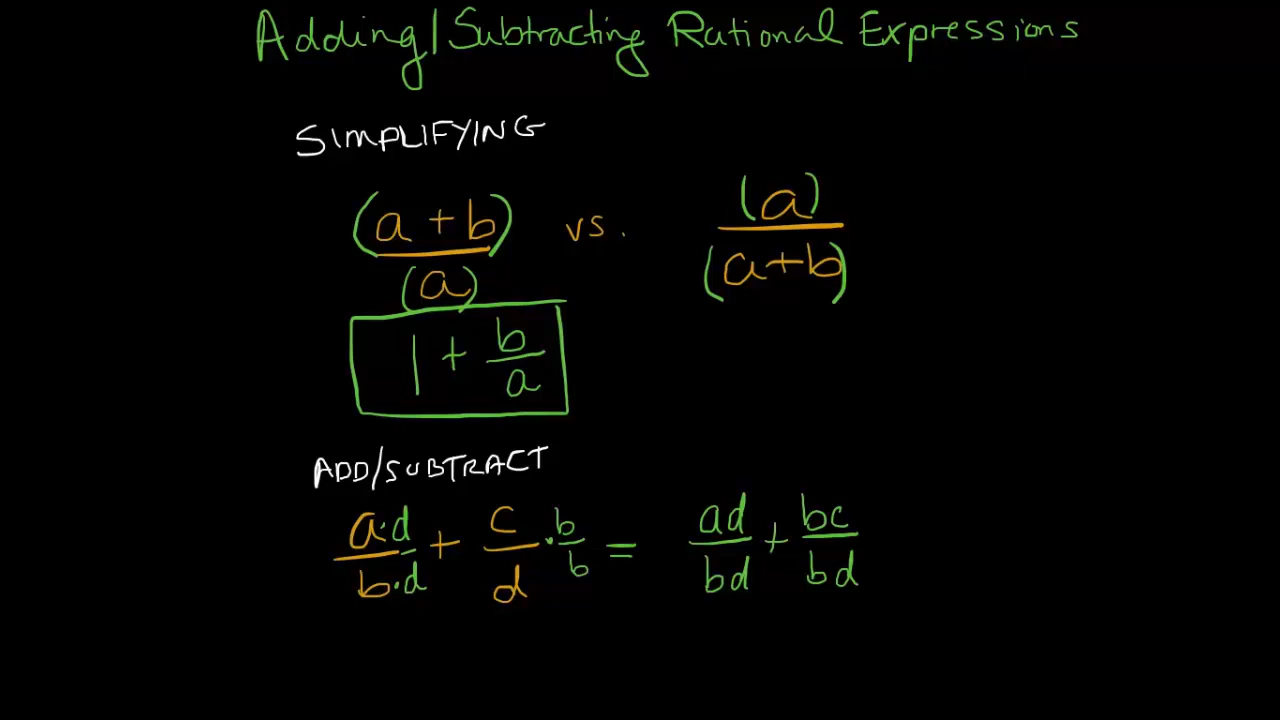 Adding/Subtracting Rational Expressions
SIMPLIFYING
(a + b)/(a) vs. (a)/(a+b)
1 + b/a
ADD/SUBTRACT
a·d/b·d + c/d · b/b = ad/bd + bc/bd